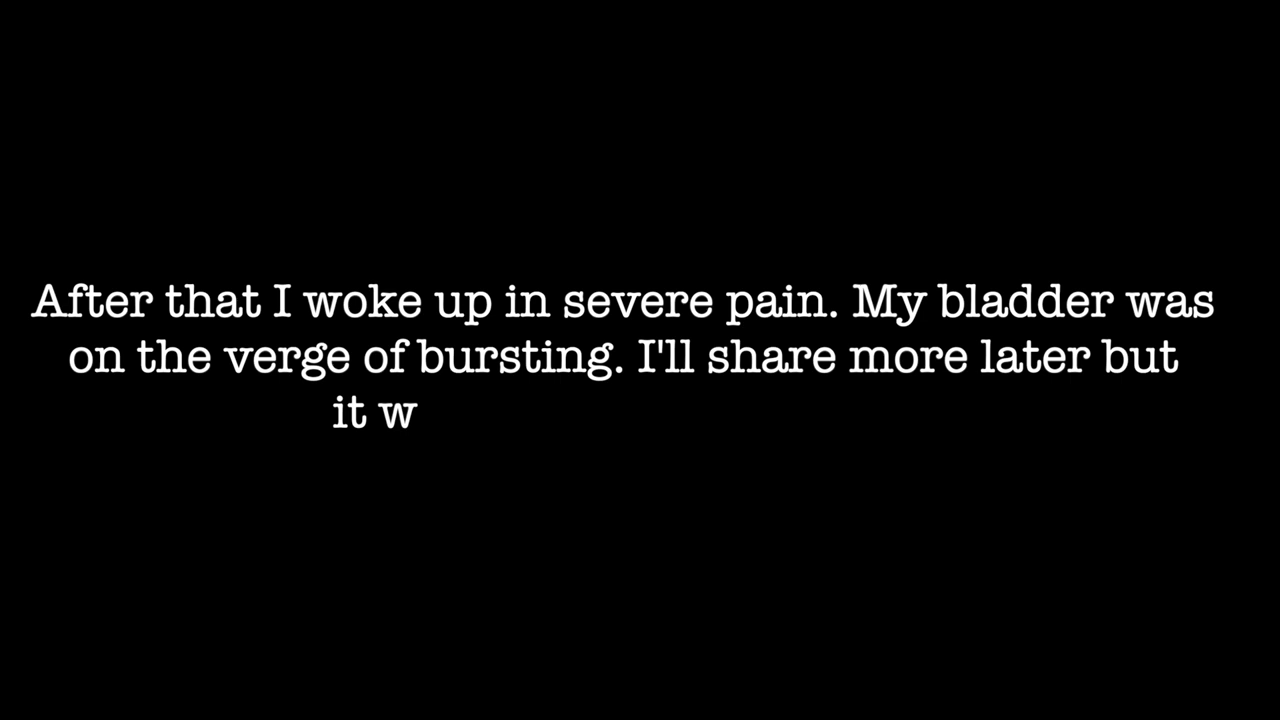 After that I woke up in severe pain. My bladder was
on the verge of bursting. I'll share more later but
it w